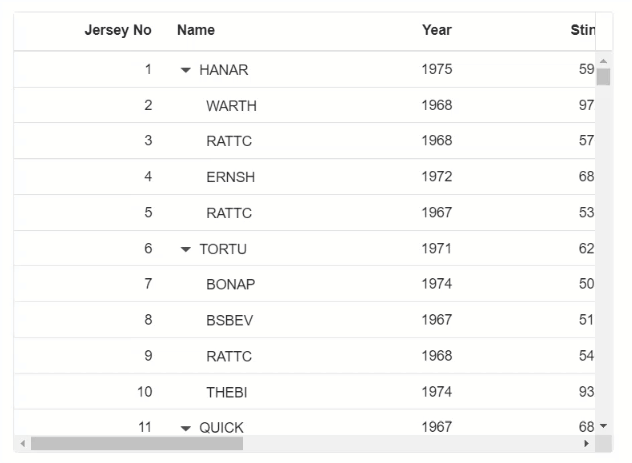 Jersey No Name Year Stin
1 HANAR 1975 59
2 WARTH 1968 97
3 RATTC 1968 57
4 ERNSH 1972 68
5 RATTC 1967 53
6 TORTU 1971 62
7 BONAP 1974 50
8 BSBEV 1967 51
9 RATTC 1968 54
10 THEBI 1974 93
11 QUICK 1967 68